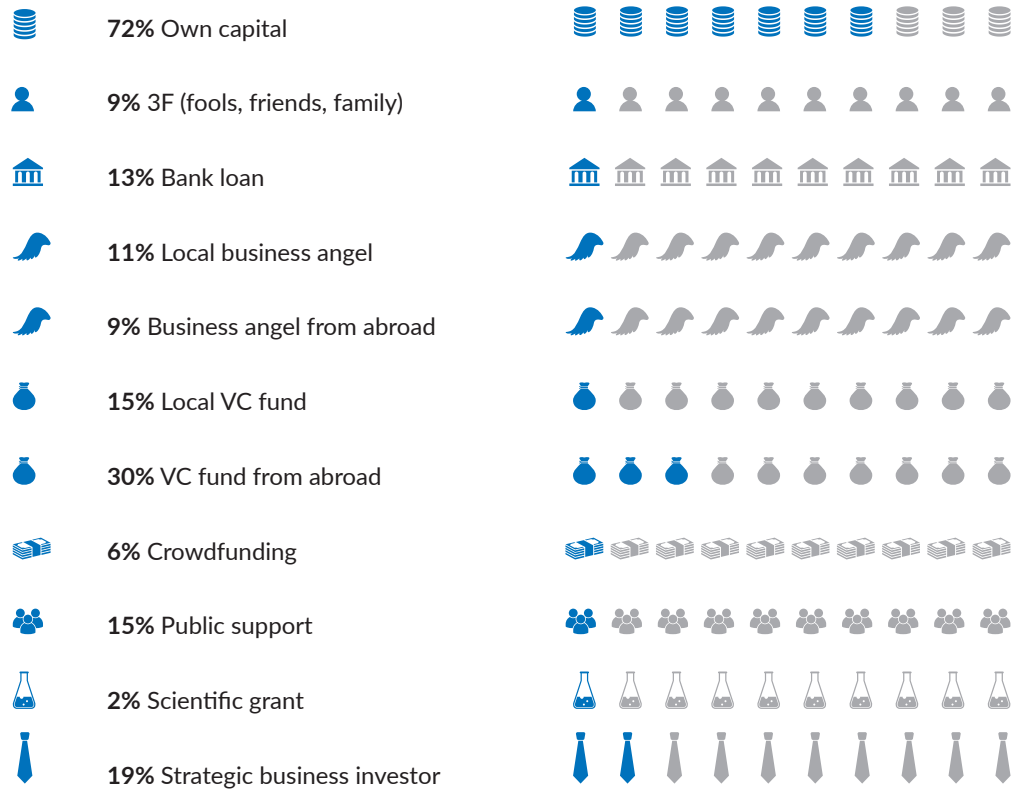 72% Own capital
9% 3F (fools, friends, family)
13% Bank loan
11% Local business angel
9% Business angel from abroad
15% Local VC fund
30% VC fund from abroad
6% Crowdfunding
15% Public support
2% Scientific grant
19% Strategic business investor